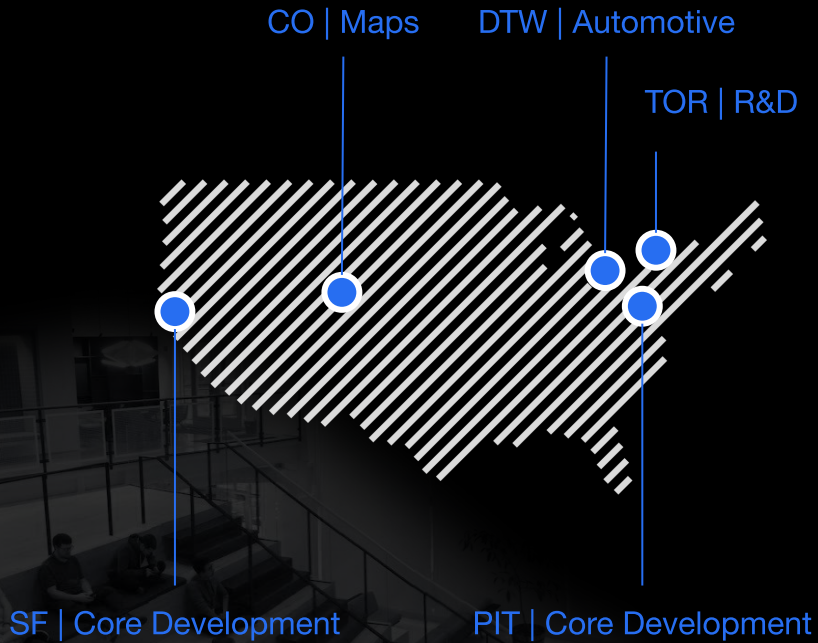 CO | Maps
DTW | Automotive
TOR | R&D
SF | Core Development
PIT | Core Development